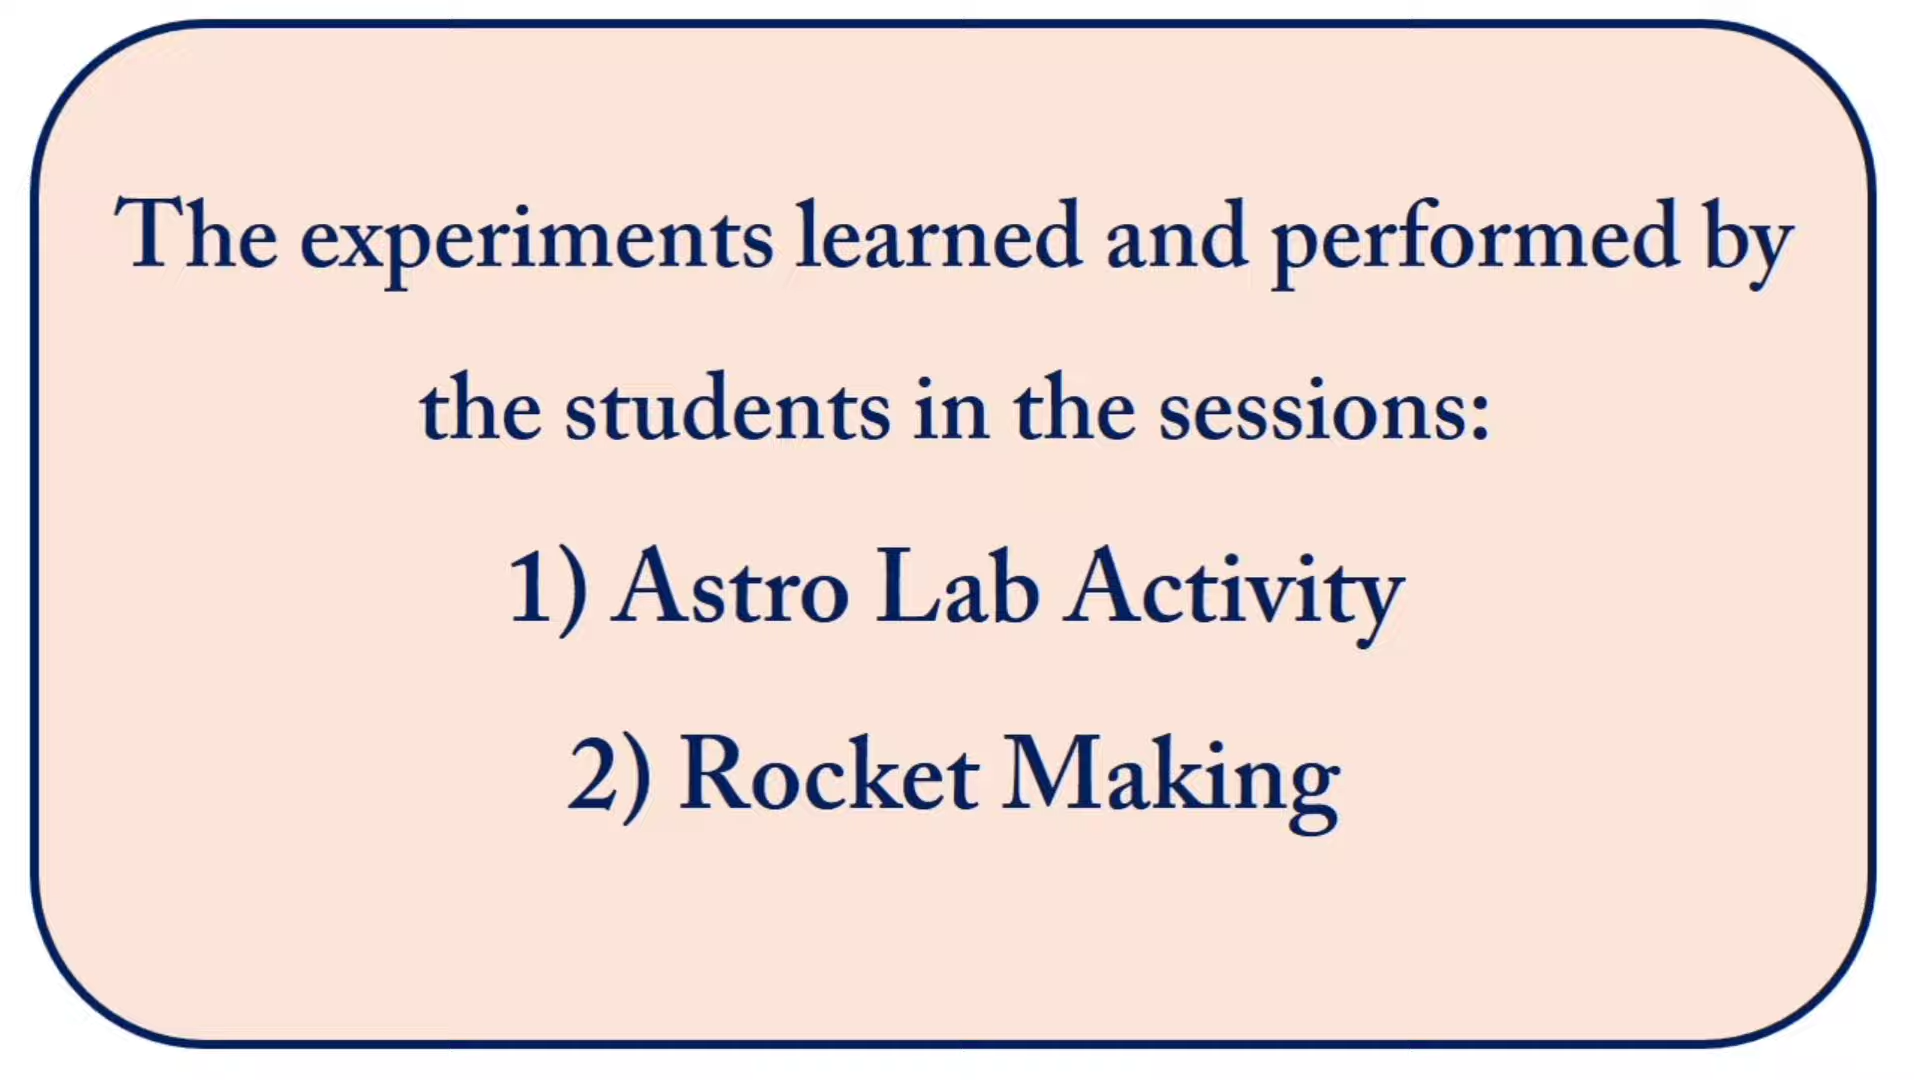 The experiments learned and performed by
the students in the sessions:
1) Astro Lab Activity
2) Rocket Making